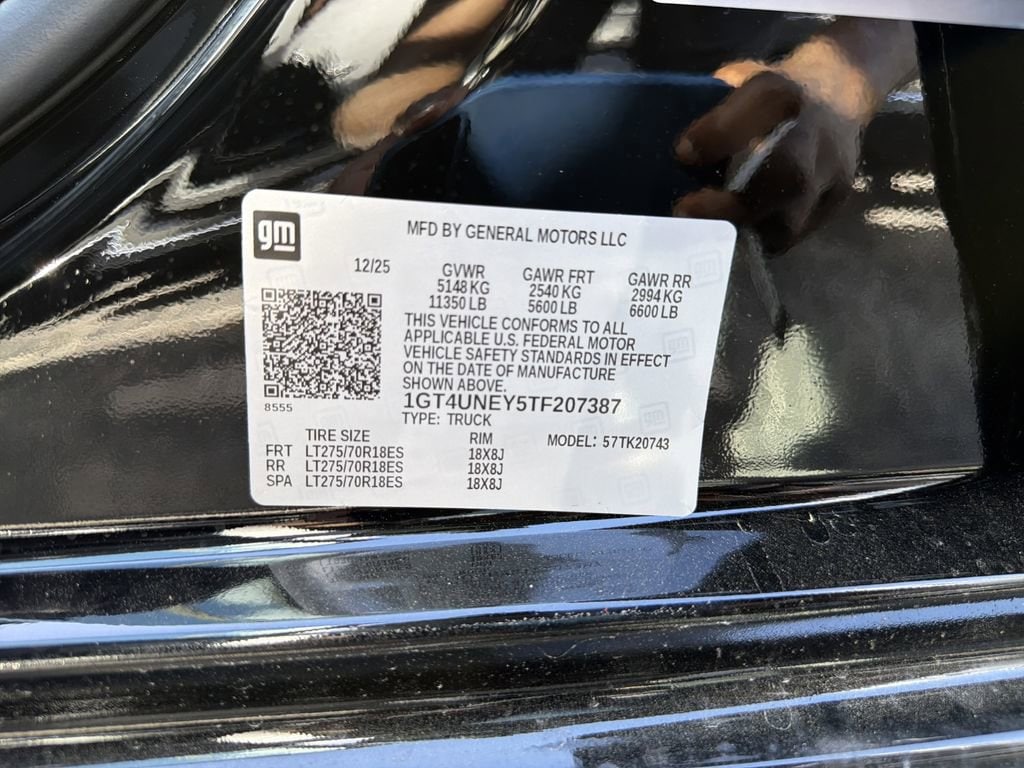 gm
MFD BY GENERAL MOTORS LLC
12/25
GVWR GAWR FRT GAWR RR
5148 KG 2540 KG 2994 KG
11350 LB 5600 LB 6600 LB
THIS VEHICLE CONFORMS TO ALL
APPLICABLE U.S. FEDERAL MOTOR
VEHICLE SAFETY STANDARDS IN EFFECT
ON THE DATE OF MANUFACTURE
SHOWN ABOVE.
8555
1GT4UNEY5TF207387
TYPE: TRUCK
TIRE SIZE RIM MODEL: 57TK20743
FRT LT275/70R18ES 18X8J
RR LT275/70R18ES 18X8J
SPA LT275/70R18ES 18X8J